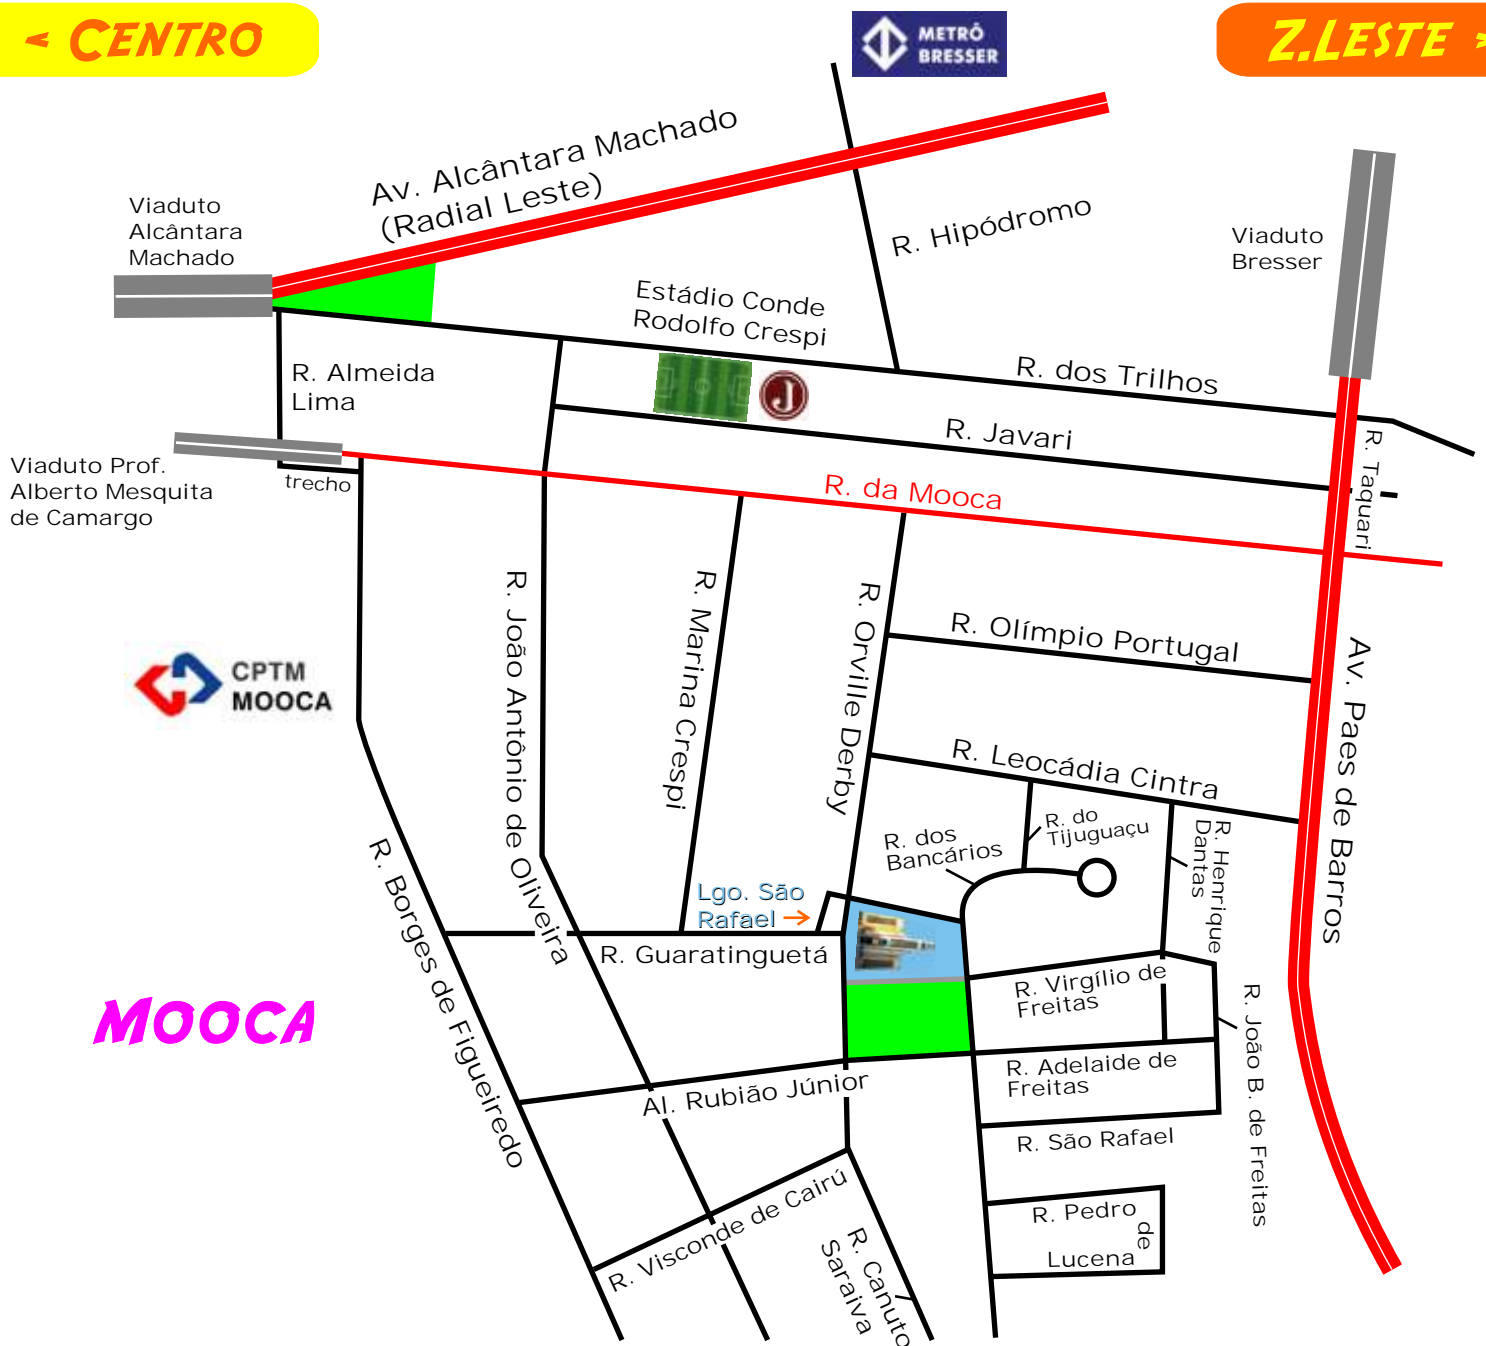 < CENTRO
METRÔ
BRESSER
Z.LESTE >
Av. Alcântara Machado
(Radial Leste)
Viaduto
Alcântara
Machado
R. Hipódromo
Viaduto
Bresser
Estádio Conde
Rodolfo Crespi
R. Almeida
Lima
R. dos Trilhos
J
R. Javari
R. Taquari
Viaduto Prof.
Alberto Mesquita
de Camargo
trecho
R. da Mooca
R. João Antônio de Oliveira
R. Marina Crespi
R. Orville Derby
R. Olímpio Portugal
CPTM
MOOCA
Av. Paes de Barros
R. Leocádia Cintra
R. do
Tijuguaçu
R. dos
Bancários
R. Henrique
Dantas
R. Borges de Figueiredo
Lgo. São
Rafael →
R. Guaratinguetá
R. Virgílio de
Freitas
MOOCA
R. João B. de Freitas
R. Adelaide de
Freitas
Al. Rubião Júnior
R. São Rafael
R. Visconde de Cairú
R. Pedro
de
Lucena
R. Canuto
Saraiva